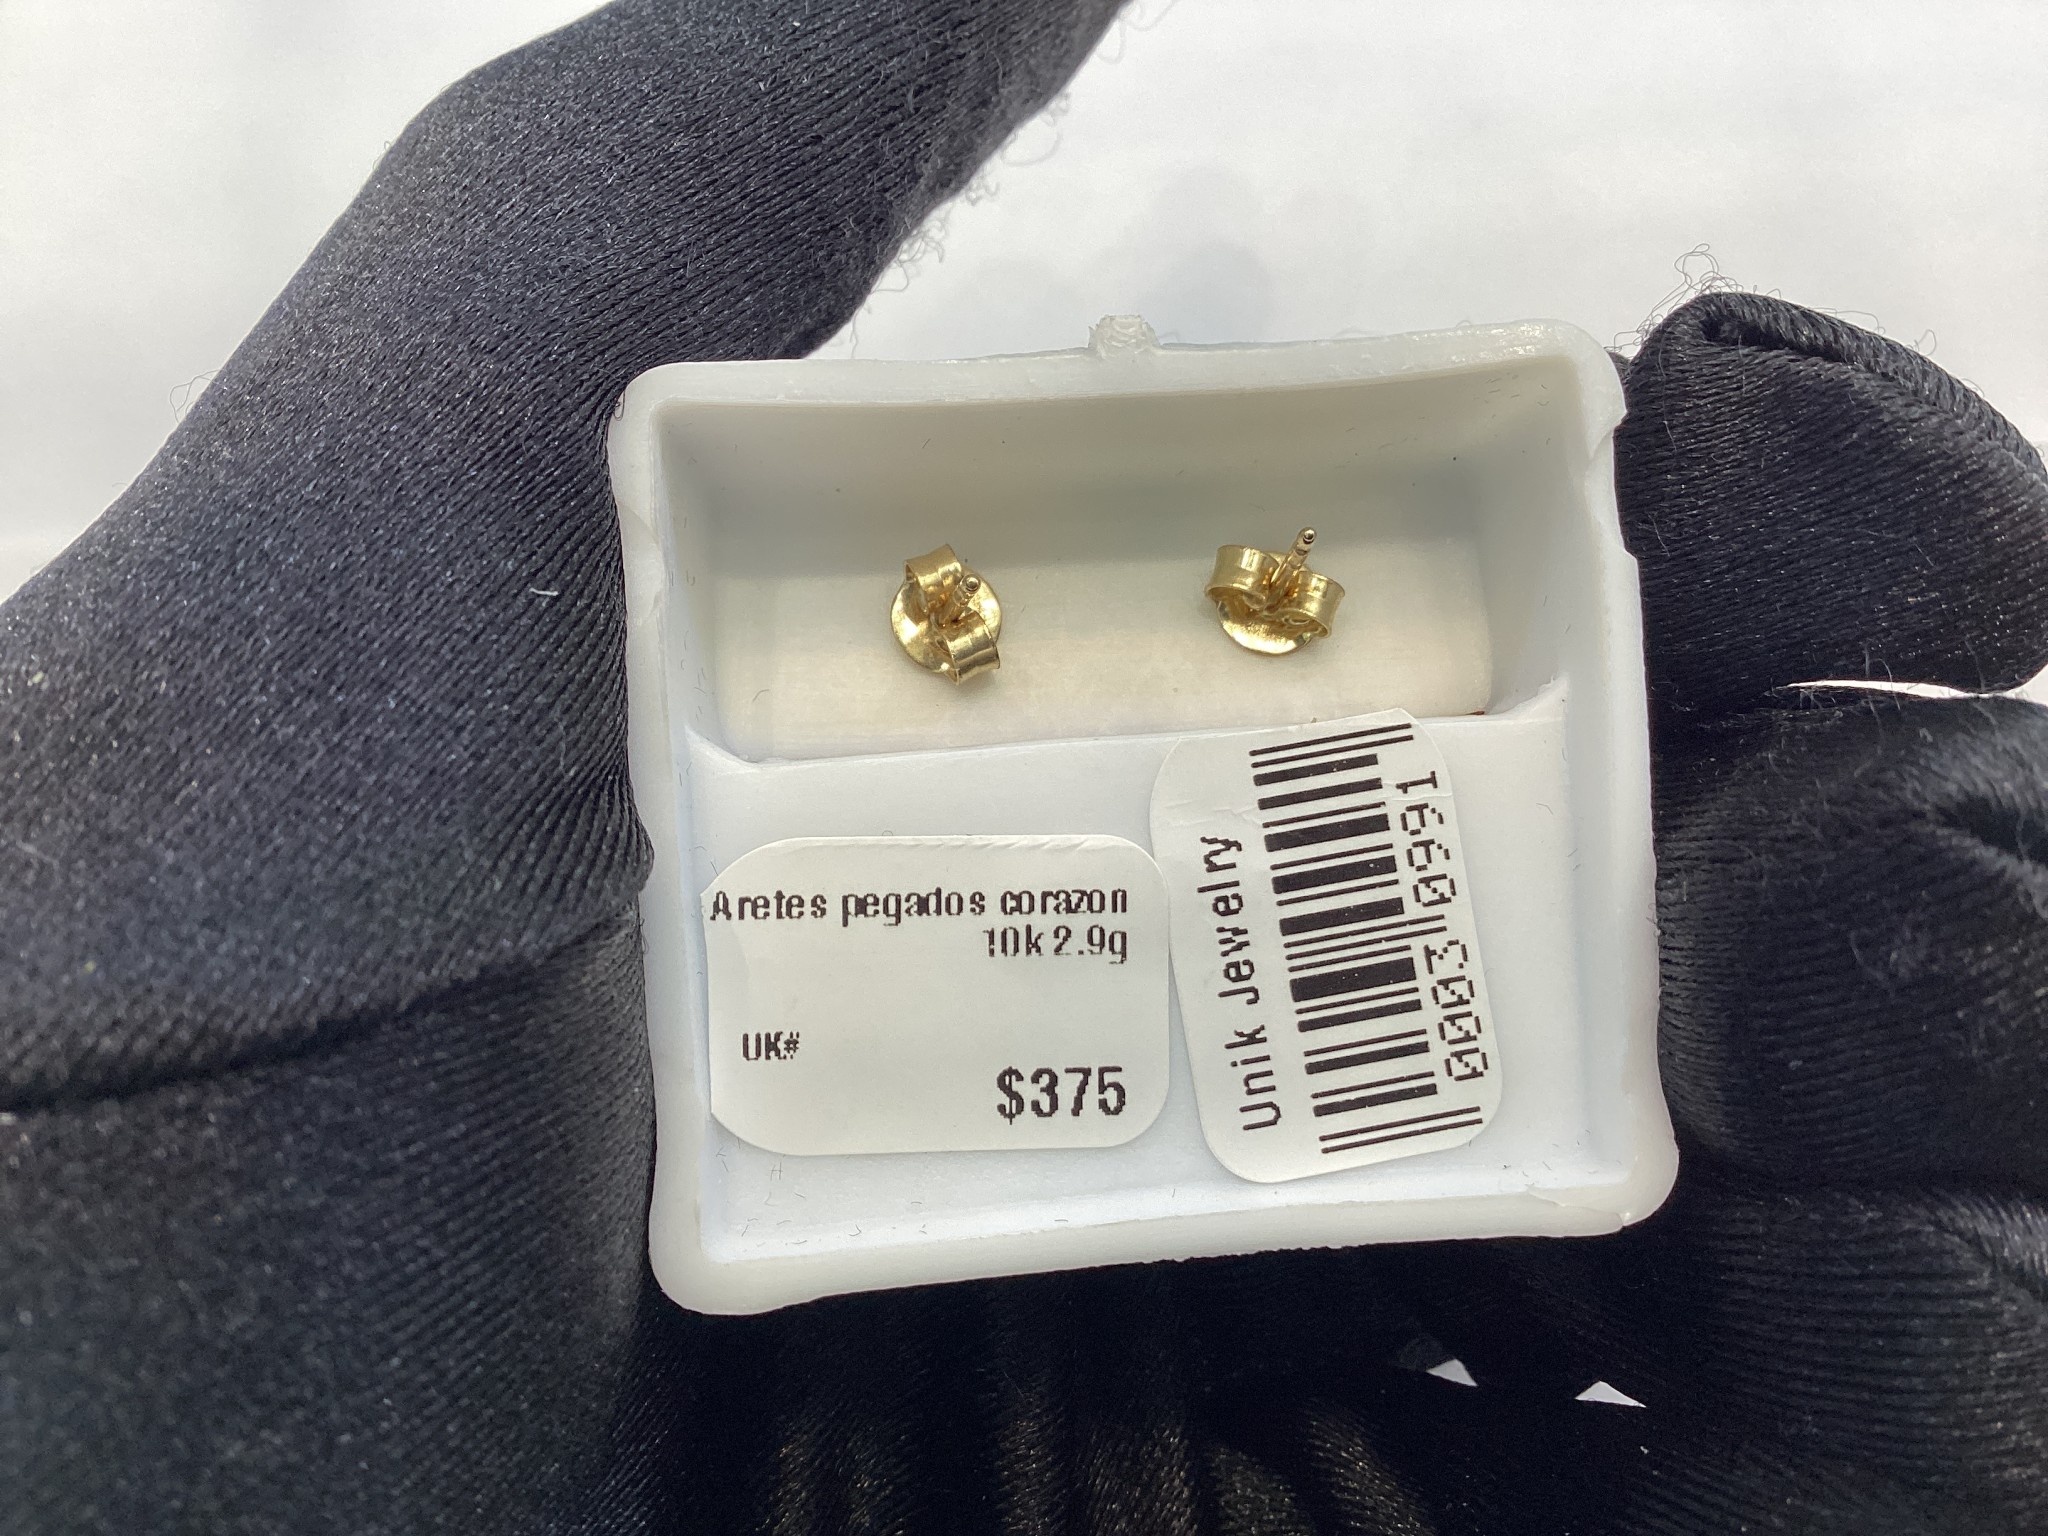 Aretes pegados corazon
10k 2.9g
UK#
$375
Unik Jewelry
0003 0991